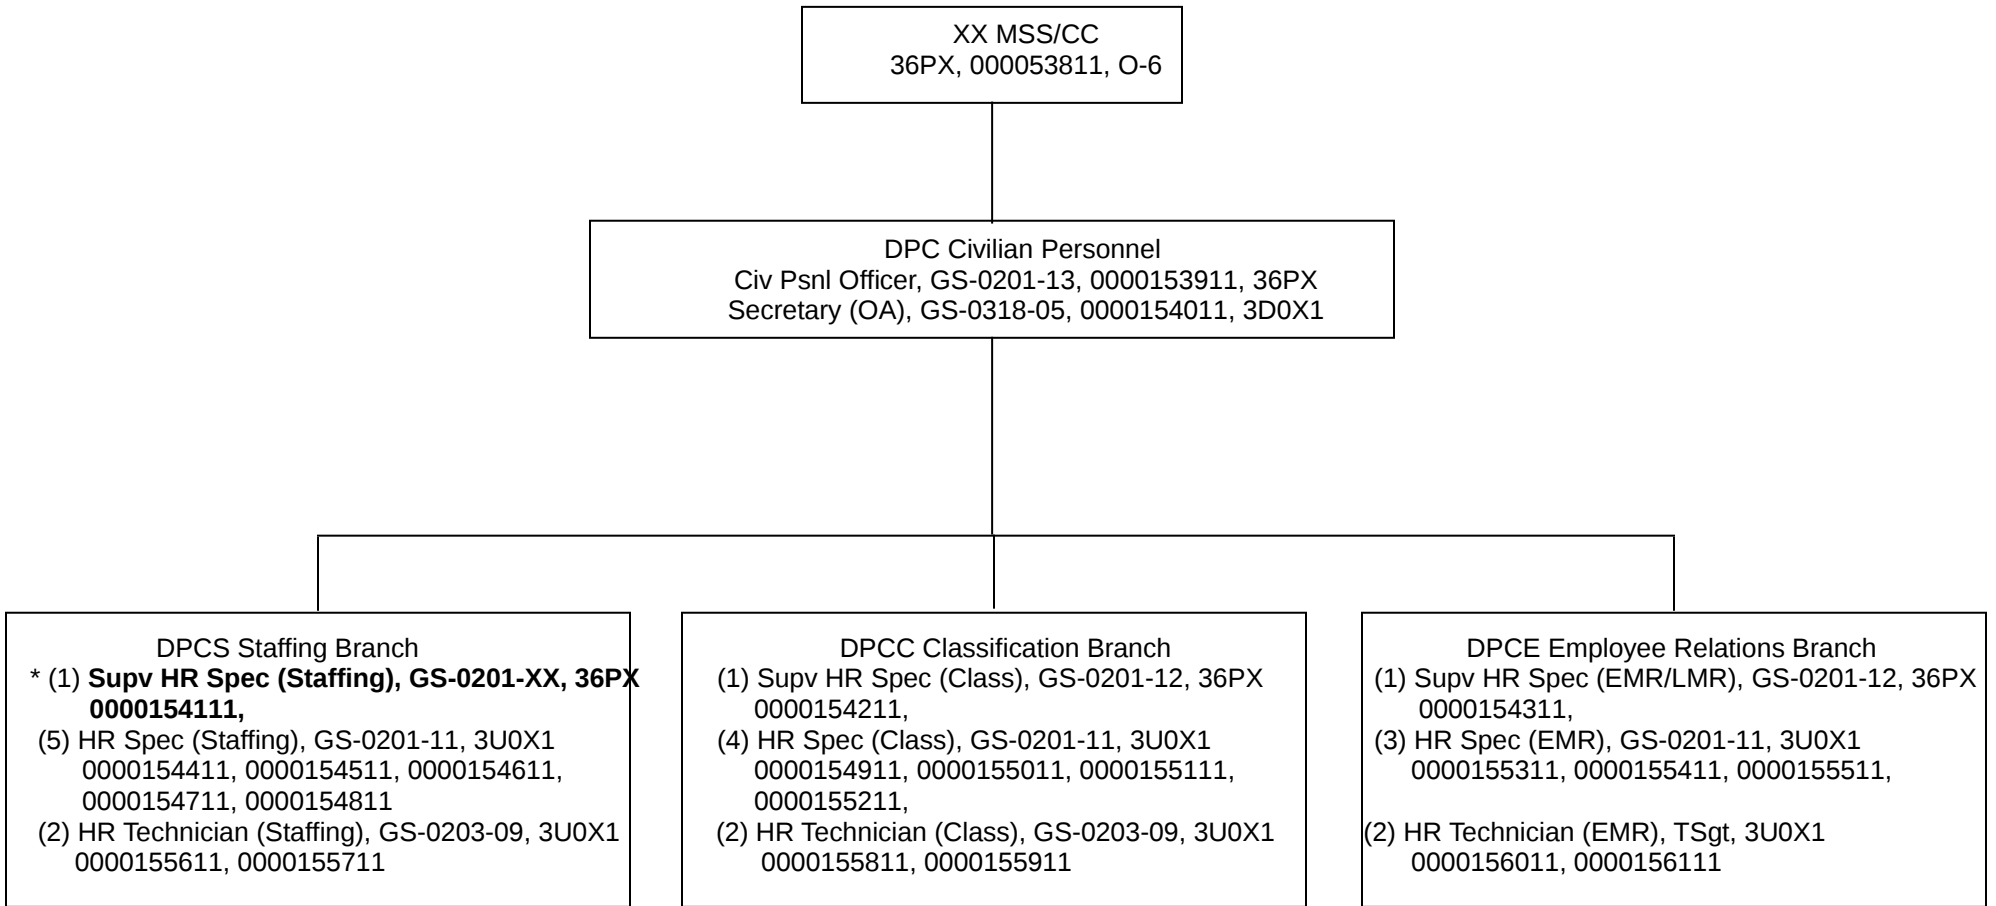 XX MSS/CC
36PX, 000053811, O-6
DPC Civilian Personnel
Civ Psnl Officer, GS-0201-13, 0000153911, 36PX
Secretary (OA), GS-0318-05, 0000154011, 3D0X1
DPCS Staffing Branch
* (1) Supv HR Spec (Staffing), GS-0201-XX, 36PX
0000154111,
(5) HR Spec (Staffing), GS-0201-11, 3U0X1
0000154411, 0000154511, 0000154611,
0000154711, 0000154811
(2) HR Technician (Staffing), GS-0203-09, 3U0X1
0000155611, 0000155711
DPCC Classification Branch
(1) Supv HR Spec (Class), GS-0201-12, 36PX
0000154211,
(4) HR Spec (Class), GS-0201-11, 3U0X1
0000154911, 0000155011, 0000155111,
0000155211,
(2) HR Technician (Class), GS-0203-09, 3U0X1
0000155811, 0000155911
DPCE Employee Relations Branch
(1) Supv HR Spec (EMR/LMR), GS-0201-12, 36PX
0000154311,
(3) HR Spec (EMR), GS-0201-11, 3U0X1
0000155311, 0000155411, 0000155511,
(2) HR Technician (EMR), TSgt, 3U0X1
0000156011, 0000156111